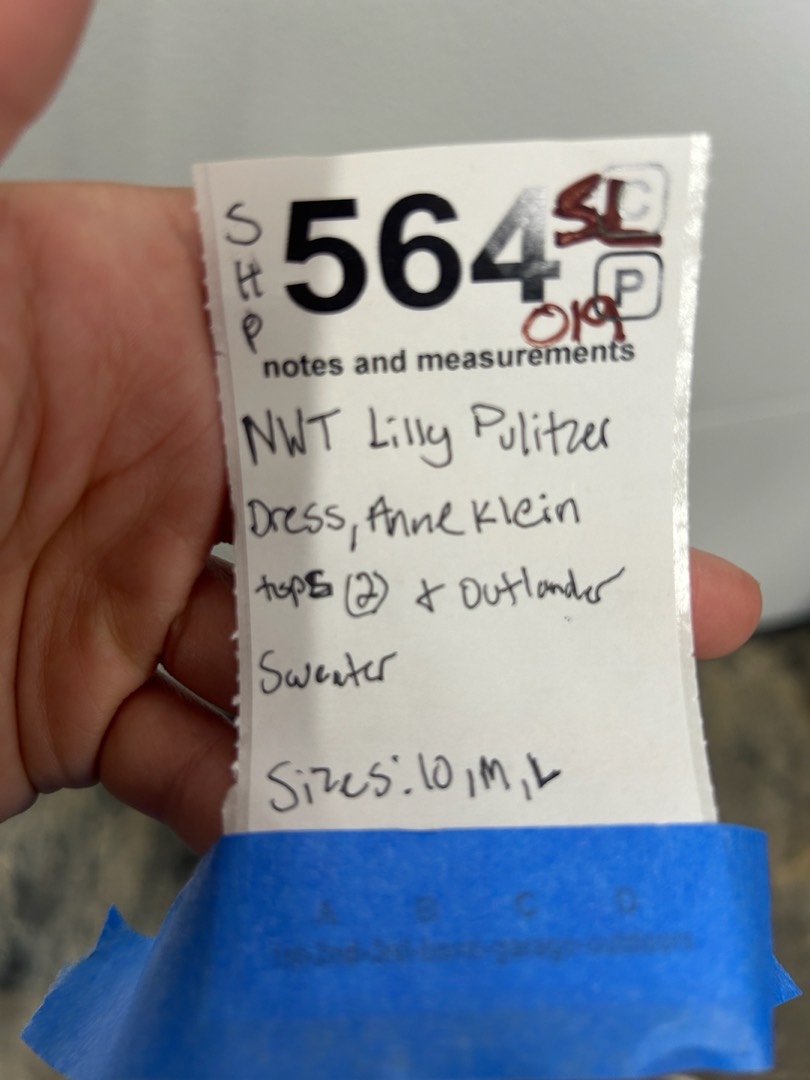 S
H
P
564
SL
C
P
019
notes and measurements
NWT Lilly Pulitzer
Dress, Anne Klein
tops (2) + Outlander
Sweater
Sizes: 10, M, L
A B C D